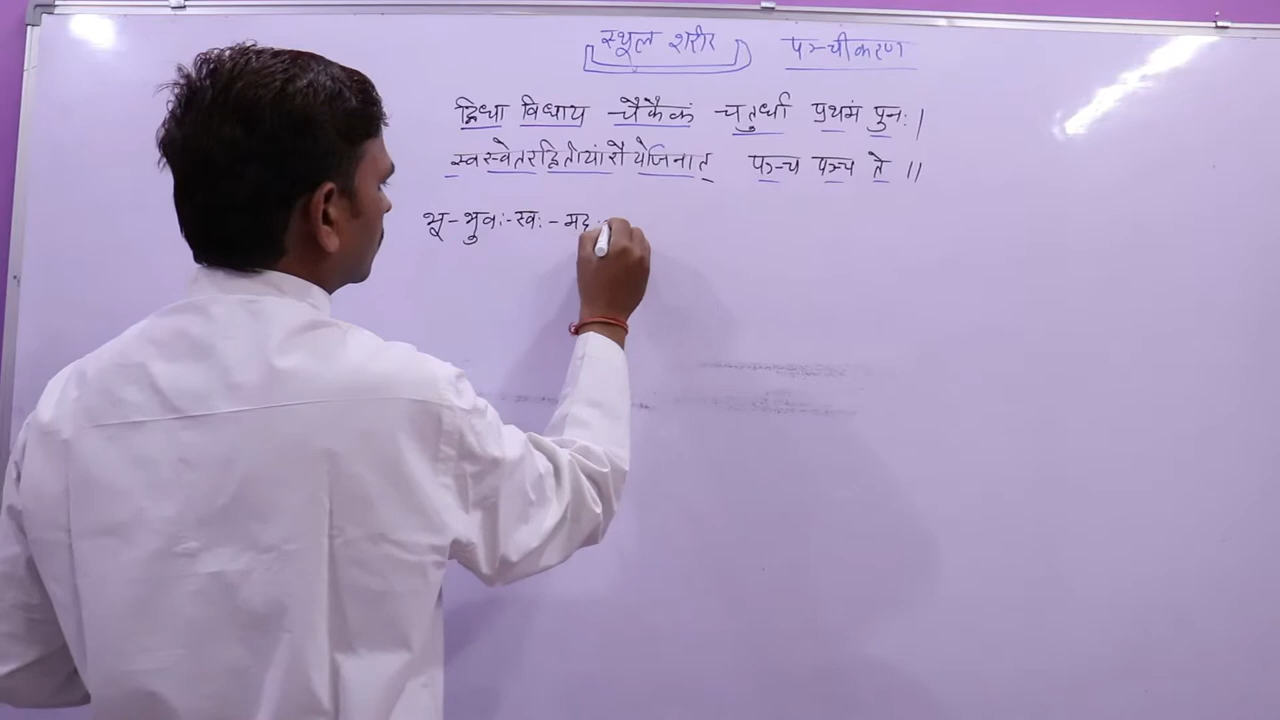 स्थूल शरीर पञ्चीकरण
द्विधा विधाय चैकैकं चतुर्धा प्रथमं पुनः।
स्वस्वेतरद्वितीयांशैर्योजनात् पञ्च पञ्च ते ॥
भू-भुवः-स्वः-महः